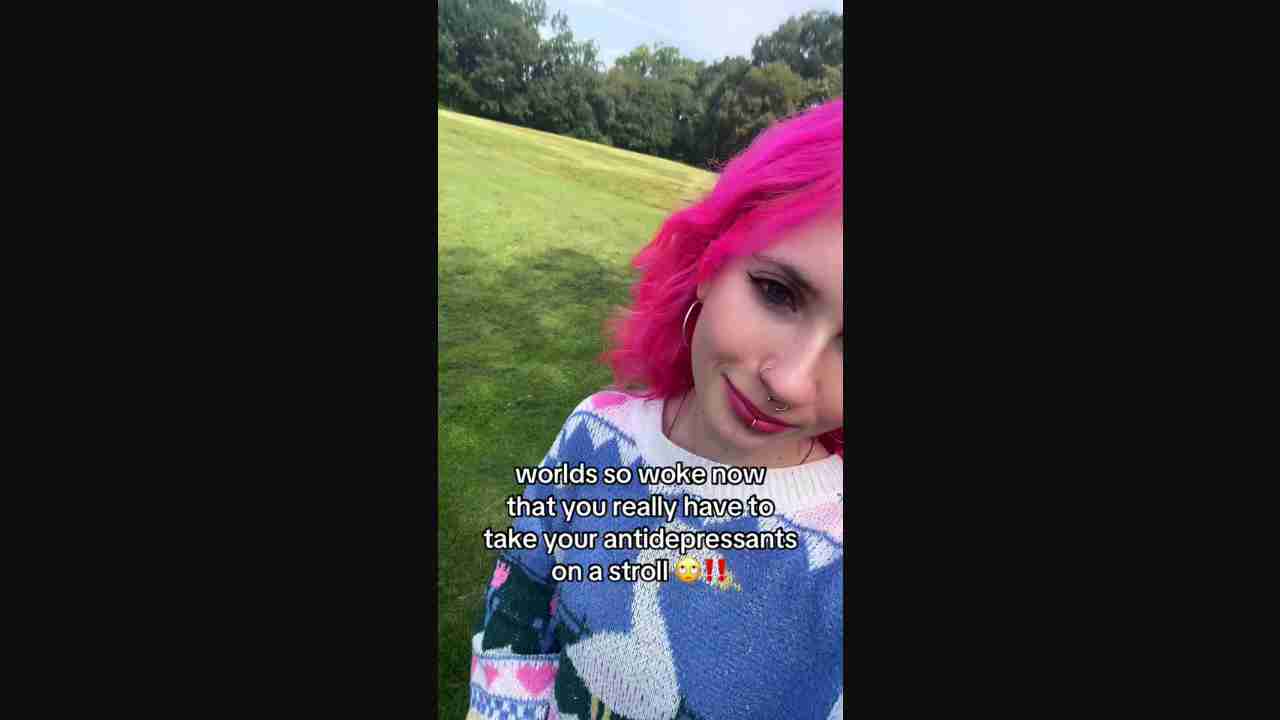 worlds so woke now
that you really have to
take your antidepressants
on a stroll 🙄‼️